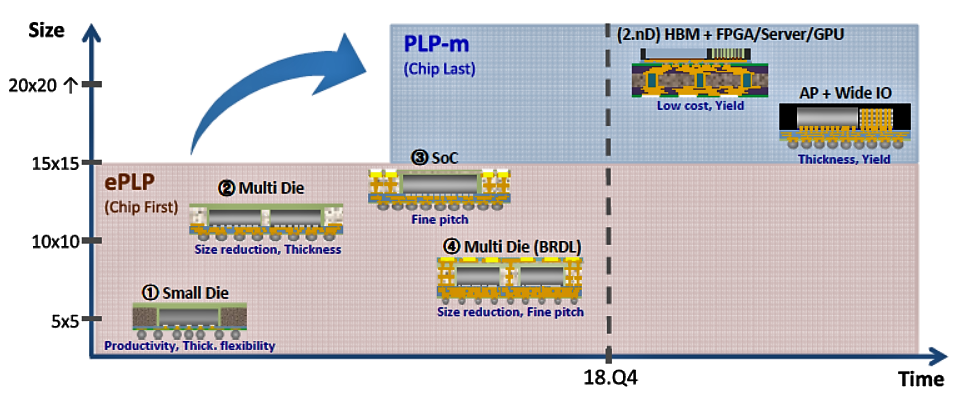 Size
PLP-m
(Chip Last)
(2.nD) HBM + FPGA/Server/GPU
20x20 ↑
AP + Wide IO
Low cost, Yield
15x15
③ SoC
Thickness, Yield
ePLP
(Chip First)
② Multi Die
Fine pitch
10x10
Size reduction, Thickness
④ Multi Die (BRDL)
① Small Die
Size reduction, Fine pitch
5x5
Productivity, Thick. flexibility
18.Q4
Time